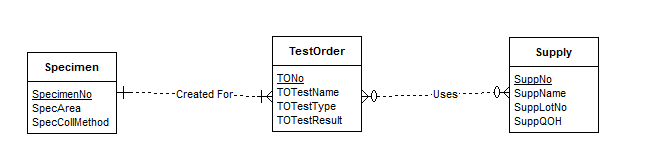 Specimen
SpecimenNo
SpecArea
SpecCollMethod
Created For
TestOrder
TONo
TOTestName
TOTestType
TOTestResult
Uses
Supply
SuppNo
SuppName
SuppLotNo
SuppQOH